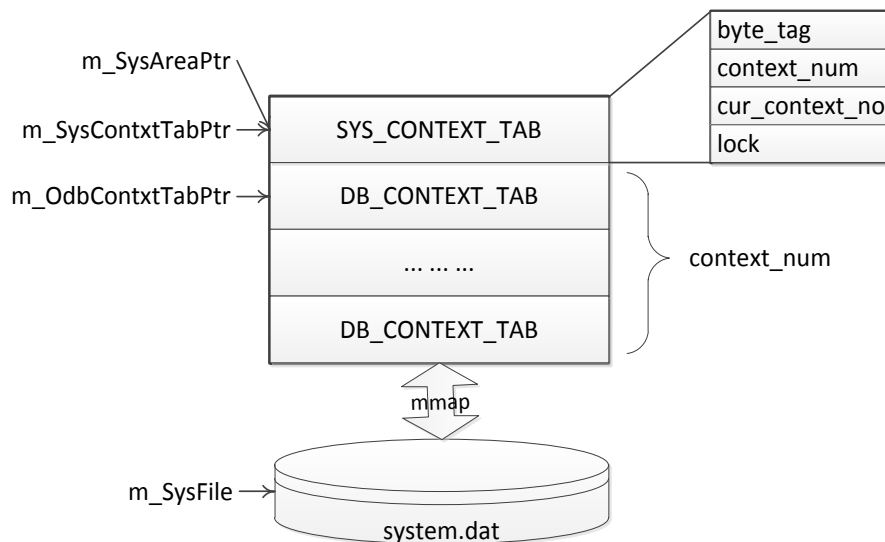 byte_tag
m_SysAreaPtr
context_num
cur_context_no
m_SysContxtTabPtr
SYS_CONTEXT_TAB
lock
m_OdbContxtTabPtr
DB_CONTEXT_TAB
... ... ...
context_num
DB_CONTEXT_TAB
mmap
m_SysFile
system.dat